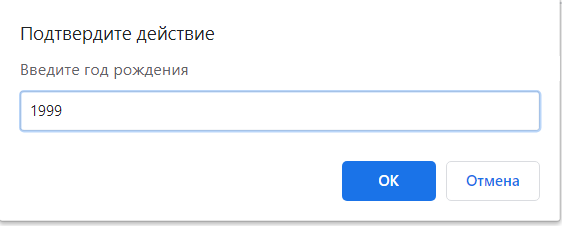 Подтвердите действие
Введите год рождения
1999
ОК Отмена